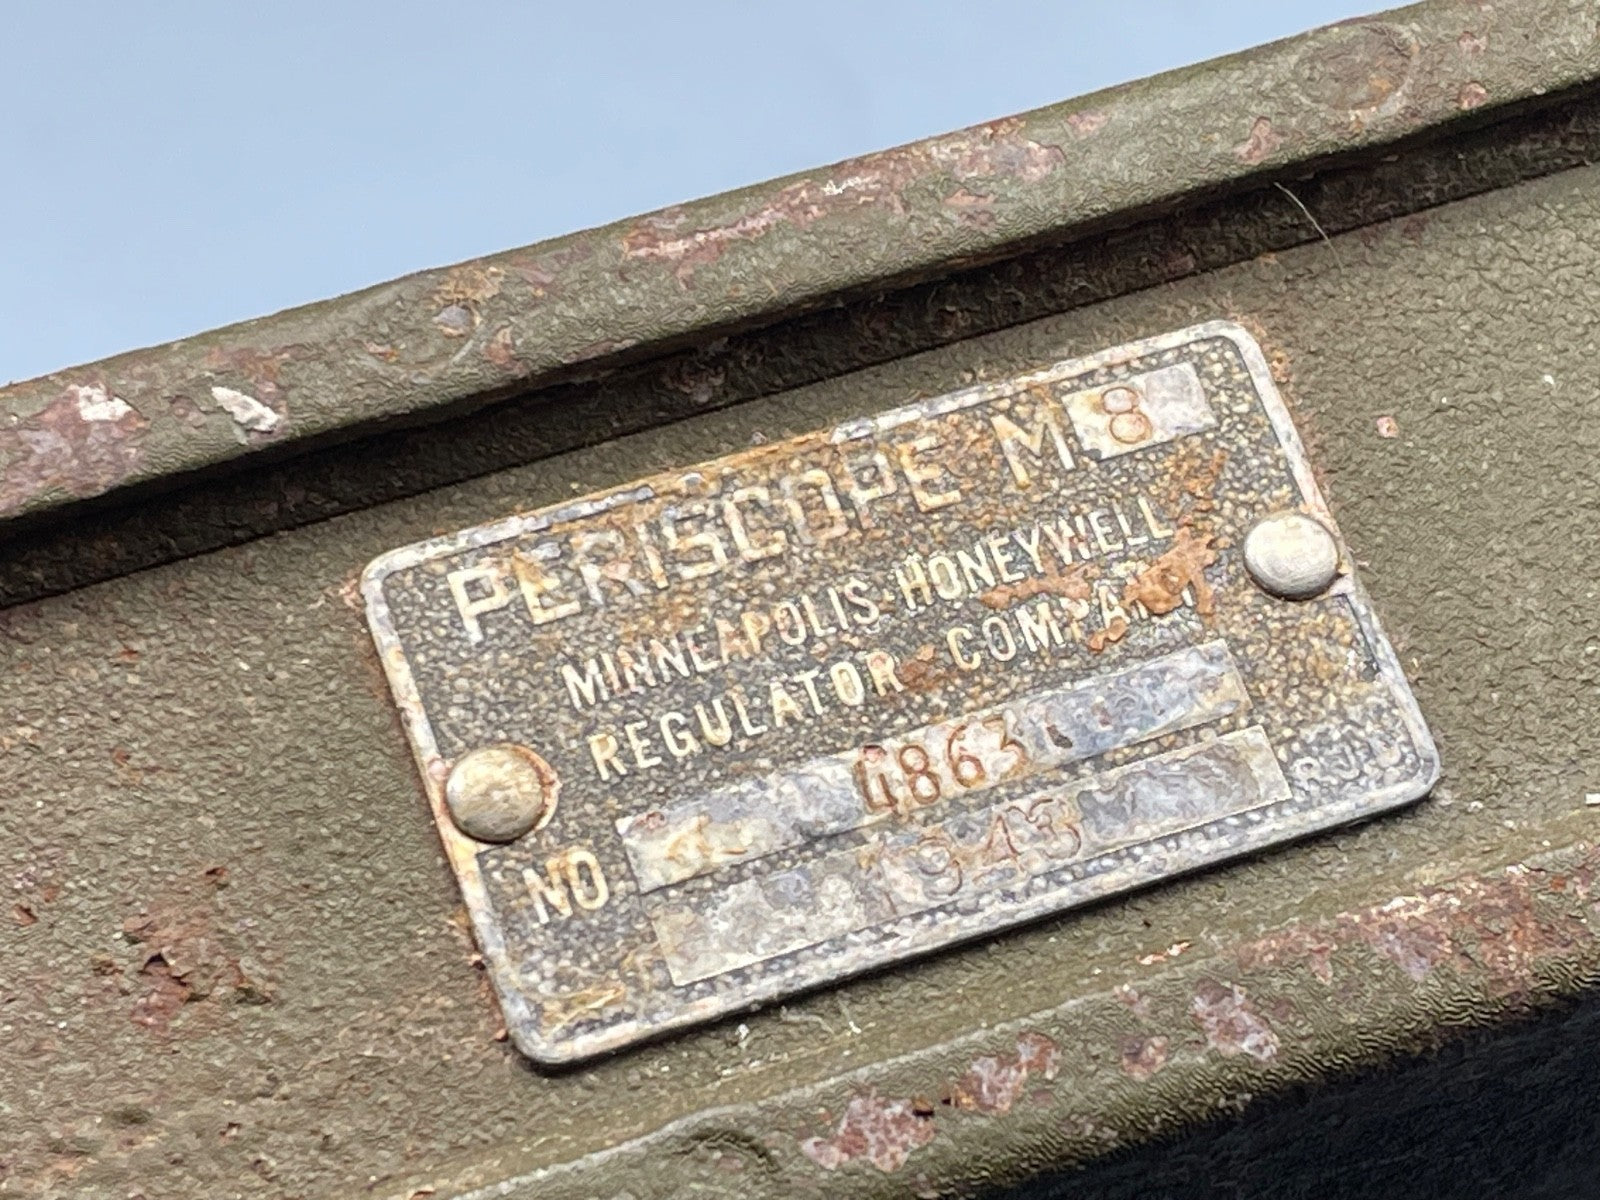 PERISCOPE M 8
MINNEAPOLIS-HONEYWELL
REGULATOR COMPANY
NO 4863
1943